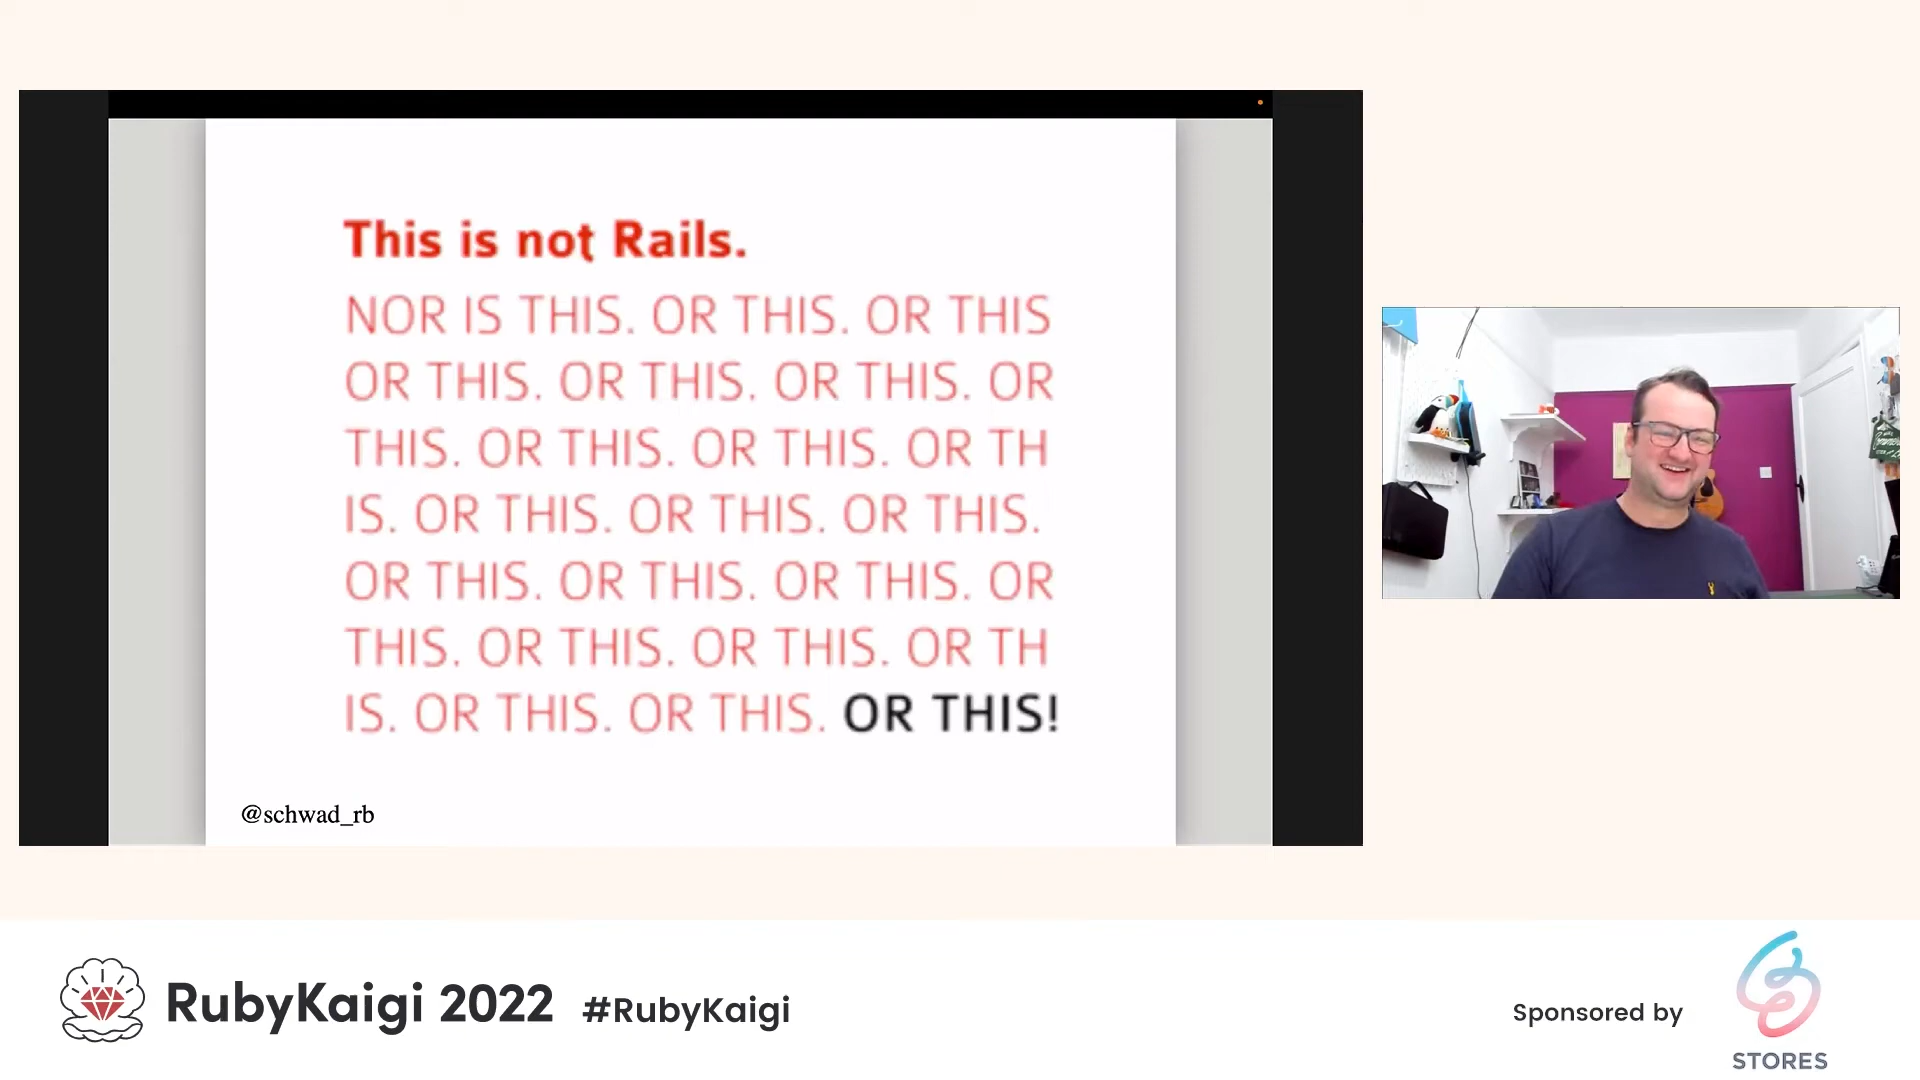 This is not Rails.
NOR IS THIS. OR THIS. OR THIS
OR THIS. OR THIS. OR THIS. OR
THIS. OR THIS. OR THIS. OR TH
IS. OR THIS. OR THIS. OR THIS.
OR THIS. OR THIS. OR THIS. OR
THIS. OR THIS. OR THIS. OR TH
IS. OR THIS. OR THIS. OR THIS!
@schwad_rb
RubyKaigi 2022 #RubyKaigi
Sponsored by
STORES